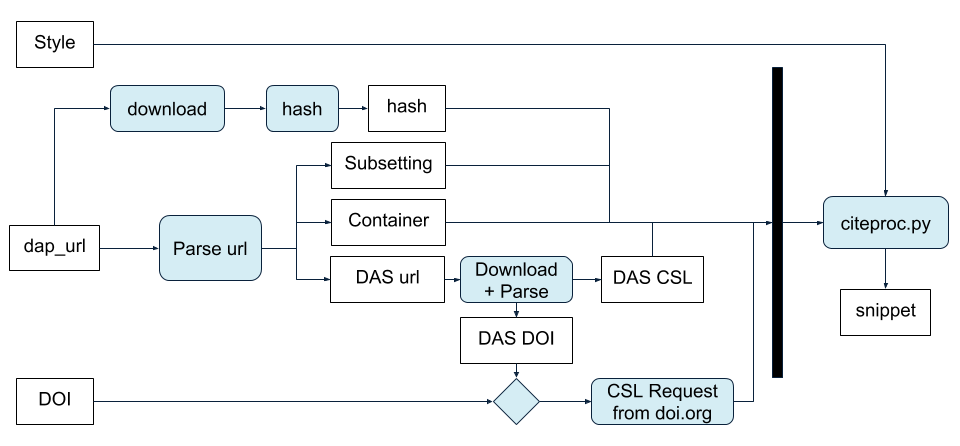 Style
download
hash
hash
Subsetting
Container
dap_url
Parse url
citeproc.py
DAS url
Download
+ Parse
DAS CSL
snippet
DAS DOI
DOI
CSL Request
from doi.org